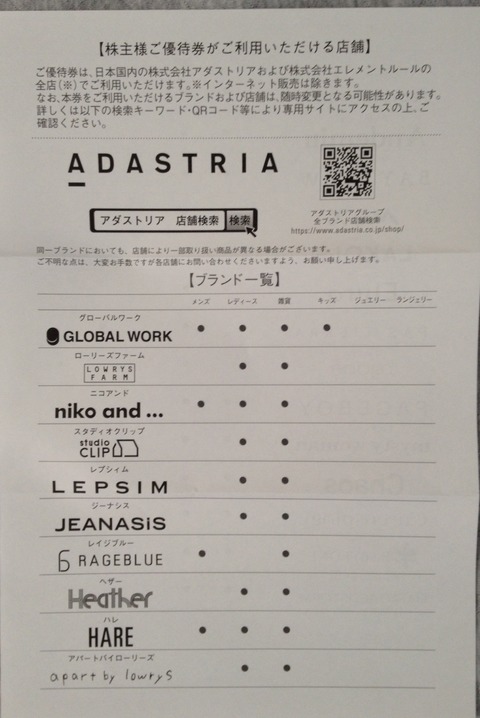 【株主様ご優待券がご利用いただける店舗】
ご優待券は、日本国内の株式会社アダストリアおよび株式会社エレメントルールの
全店(※)でご利用いただけます。※インターネット販売は除きます。
なお、本券をご利用いただけるブランドおよび店舗は、随時変更となる可能性があります。
詳しくは以下の検索キーワード・QRコード等により専用サイトにアクセスの上、ご
確認ください。
ADASTRIA
アダストリア 店舗検索 検索
アダストリアグループ
全ブランド店舗検索
https://www.adastria.co.jp/shop/
同一ブランドにおいても、店舗により一部取り扱い商品が異なる場合がございます。
ご不明な点は、大変お手数ですが各店舗にお問い合わせくださいますよう、お願い申し上げます。
【ブランド一覧】
メンズ レディース 雑貨 キッズ ジュエリー ランジェリー
グローバルワーク
GLOBAL WORK ● ● ● ●
ローリーズファーム
LOWRYS
FARM ● ●
ニコアンド
niko and ... ● ● ●
スタディオクリップ
studio
CLIP ● ●
レプシィム
LEPSIM ● ●
ジーナシス
JEANASiS ● ●
レイジブルー
RAGEBLUE ● ●
ヘザー
Heather ● ●
ハレ
HARE ● ● ●
アパートバイローリーズ
apart by lowrys ● ●